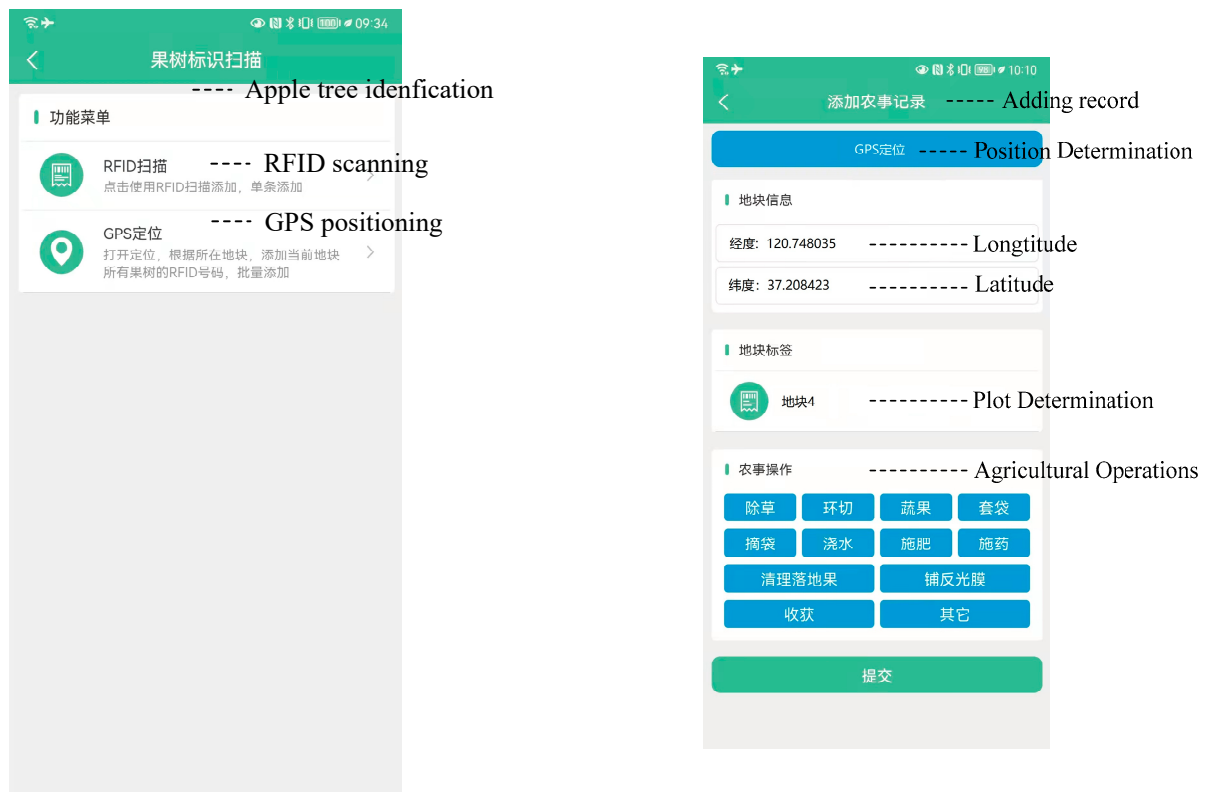 09:34
果树标识扫描
Apple tree idenfication
功能菜单
RFID扫描
RFID scanning
点击使用RFID扫描添加，单条添加
GPS定位
GPS positioning
打开定位，根据所在地块，添加当前地块
所有果树的RFID号码，批量添加
10:10
添加农事记录
Adding record
GPS定位
Position Determination
地块信息
经度: 120.748035
Longtitude
纬度: 37.208423
Latitude
地块标签
地块4
Plot Determination
农事操作
Agricultural Operations
除草 环切 蔬果 套袋
摘袋 浇水 施肥 施药
清理落地果 铺反光膜
收获 其它
提交